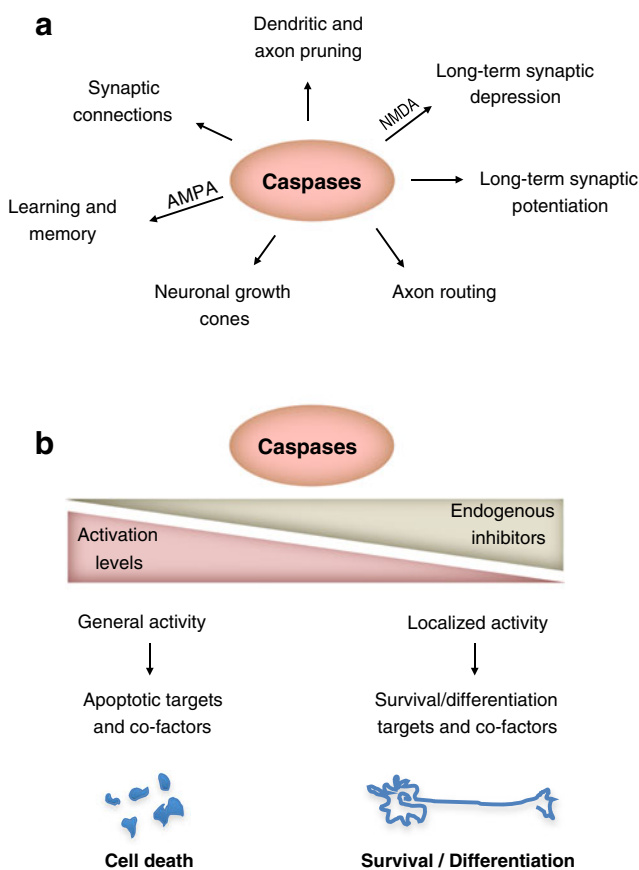 a
Dendritic and
axon pruning
Synaptic
connections
NMDA
Long-term synaptic
depression
Caspases
AMPA
Learning and
memory
Long-term synaptic
potentiation
Neuronal growth
cones
Axon routing
b
Caspases
Endogenous
inhibitors
Activation
levels
General activity
Localized activity
Apoptotic targets
and co-factors
Survival/differentiation
targets and co-factors
Cell death
Survival / Differentiation